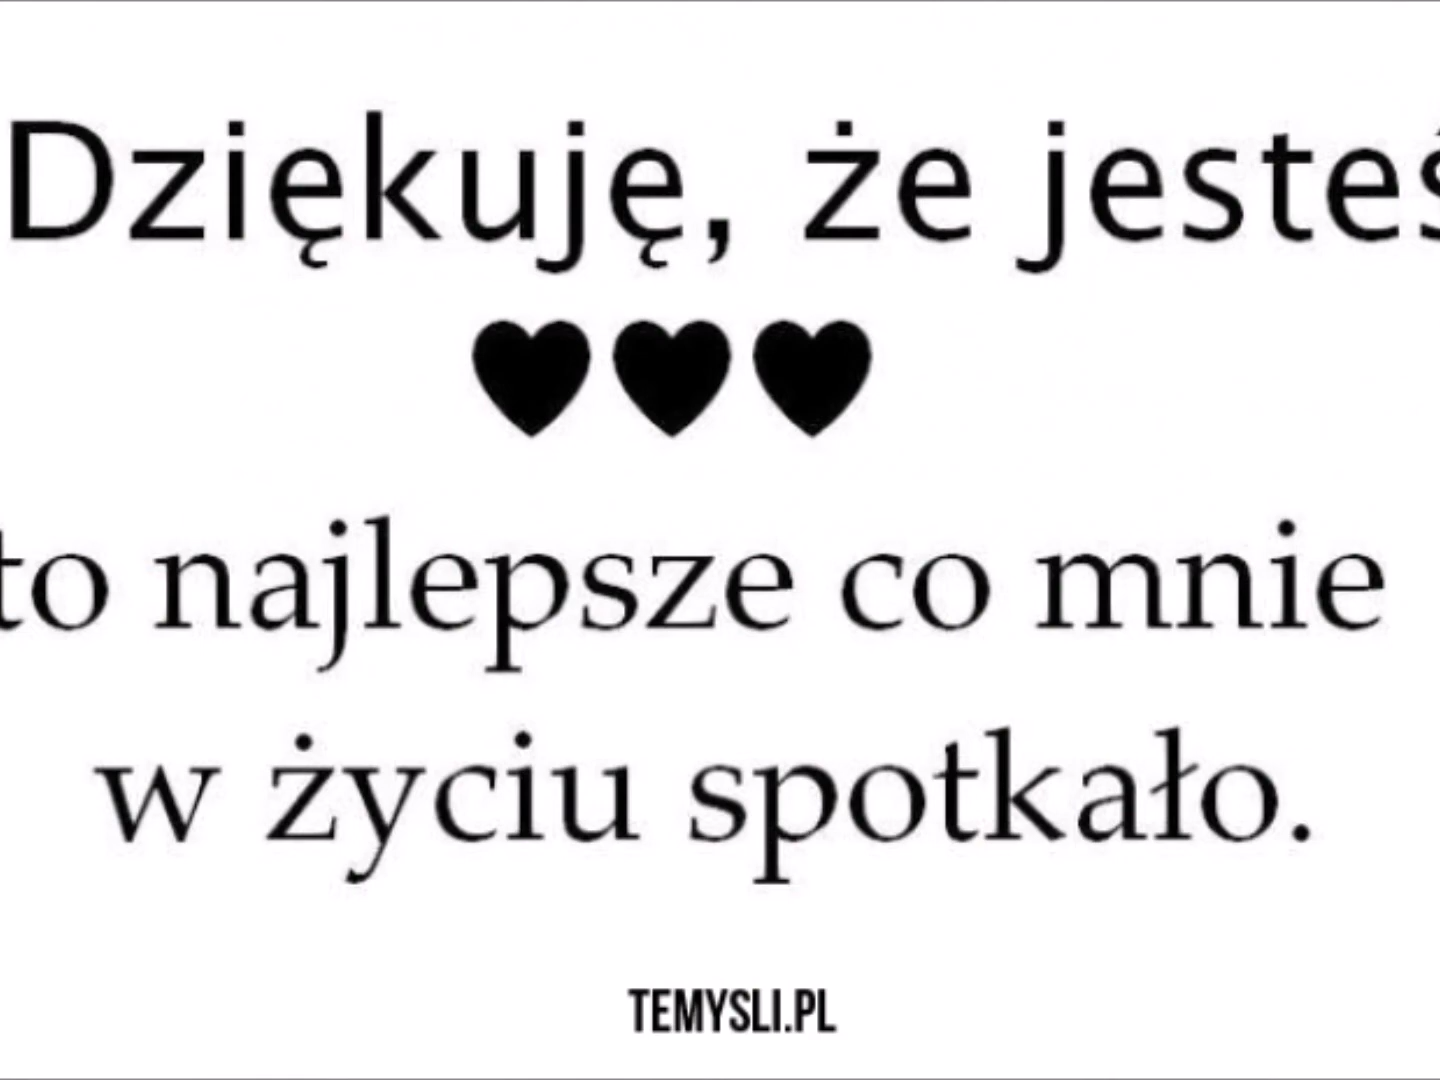 Dziękuję, że jesteś
♥♥♥
to najlepsze co mnie
w życiu spotkało.
TEMYSLI.PL